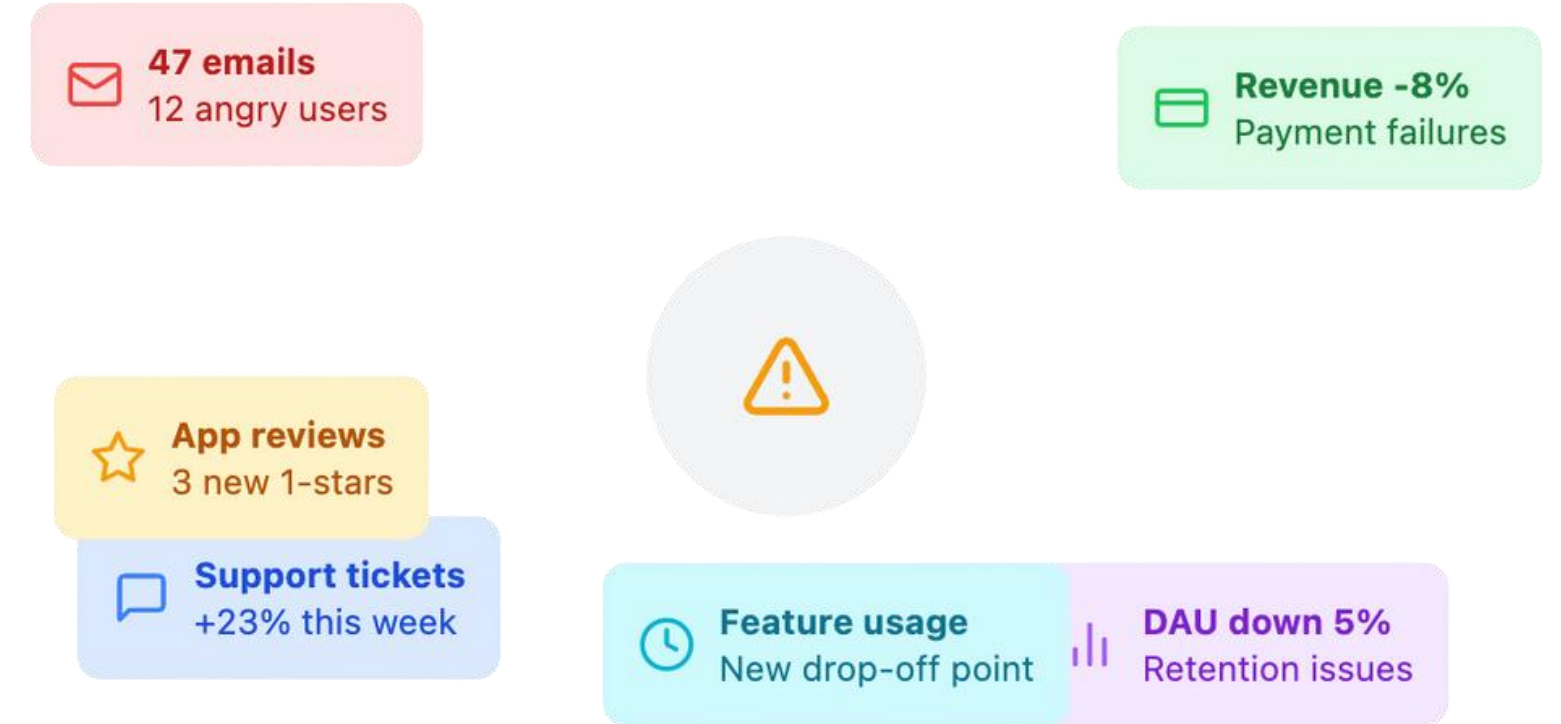 47 emails
12 angry users
Revenue -8%
Payment failures
App reviews
3 new 1-stars
Support tickets
+23% this week
Feature usage
New drop-off point
DAU down 5%
Retention issues